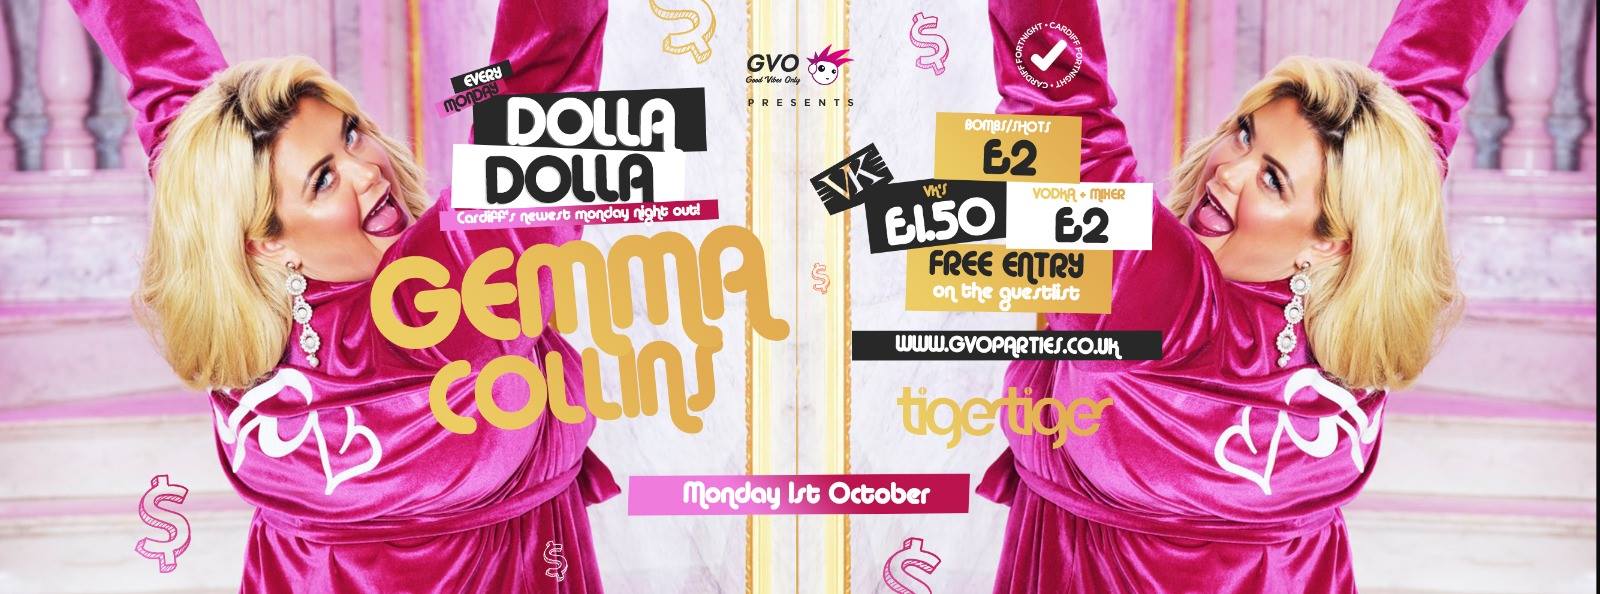 EVERY
MONDAY
DOLLA
DOLLA
Cardiff's newest monday night out!
GEMMA
COLLINS
GVO
Good Vibes Only
PRESENTS
CARDIFF FORTNIGHT • CARDIFF FORTNIGHT •
BOMBS/SHOTS
£2
VK
VK'S
£1.50
VODKA + MIXER
£2
FREE ENTRY
on the guestlist
WWW.GVOPARTIES.CO.UK
tigertiger
Monday 1st October